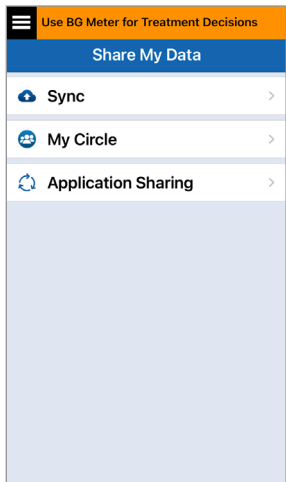 Use BG Meter for Treatment Decisions
Share My Data
Sync
My Circle
Application Sharing